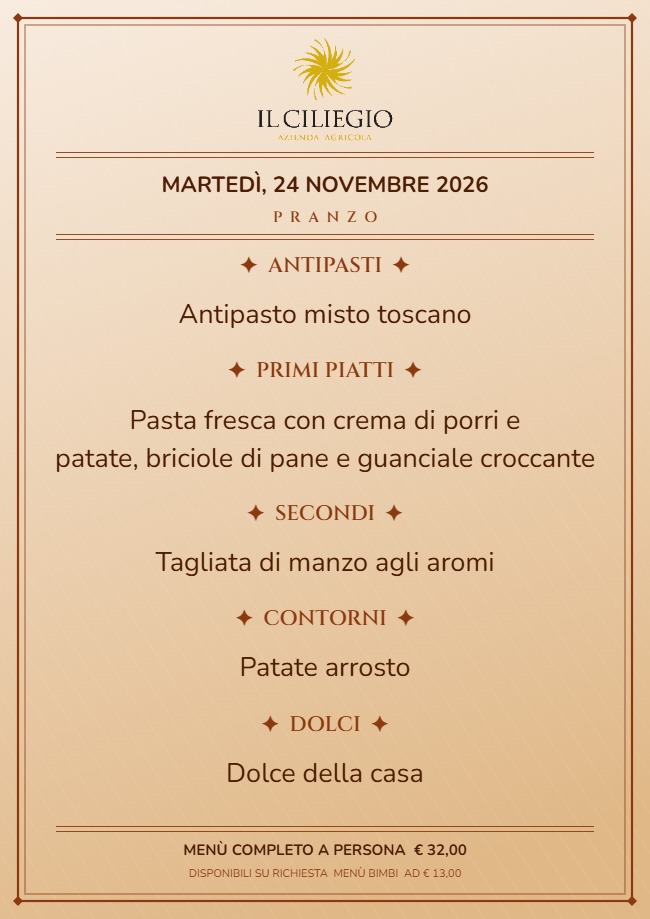 IL CILIEGIO
AZIENDA AGRICOLA
MARTEDÌ, 24 NOVEMBRE 2026
PRANZO
ANTIPASTI
Antipasto misto toscano
PRIMI PIATTI
Pasta fresca con crema di porri e
patate, briciole di pane e guanciale croccante
SECONDI
Tagliata di manzo agli aromi
CONTORNI
Patate arrosto
DOLCI
Dolce della casa
MENÙ COMPLETO A PERSONA € 32,00
DISPONIBILI SU RICHIESTA MENÙ BIMBI AD € 13,00